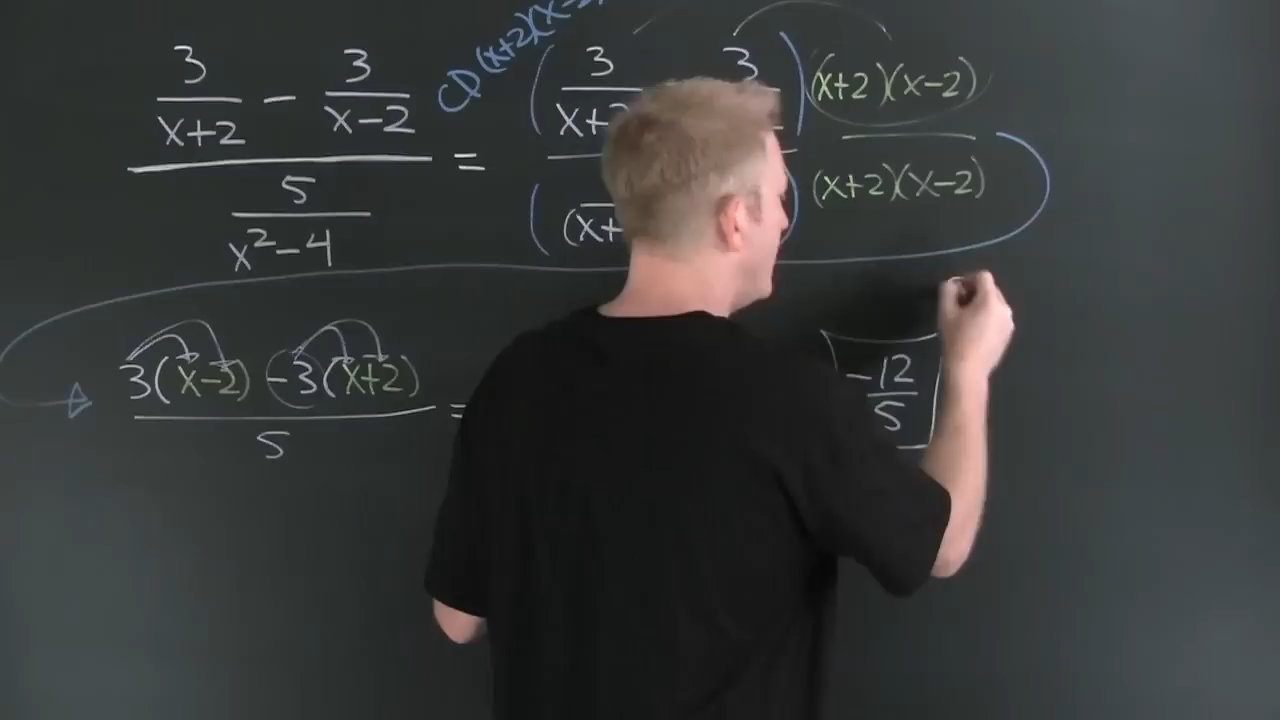 3/(x+2) - 3/(x-2)
5/(x²-4)
=
CD (x+2)(x-2)
( 3/(x+2 3 ) (x+2)(x-2)
( (x+ ) (x+2)(x-2)
3(x-2) -3(x+2)
5
=
-12/5